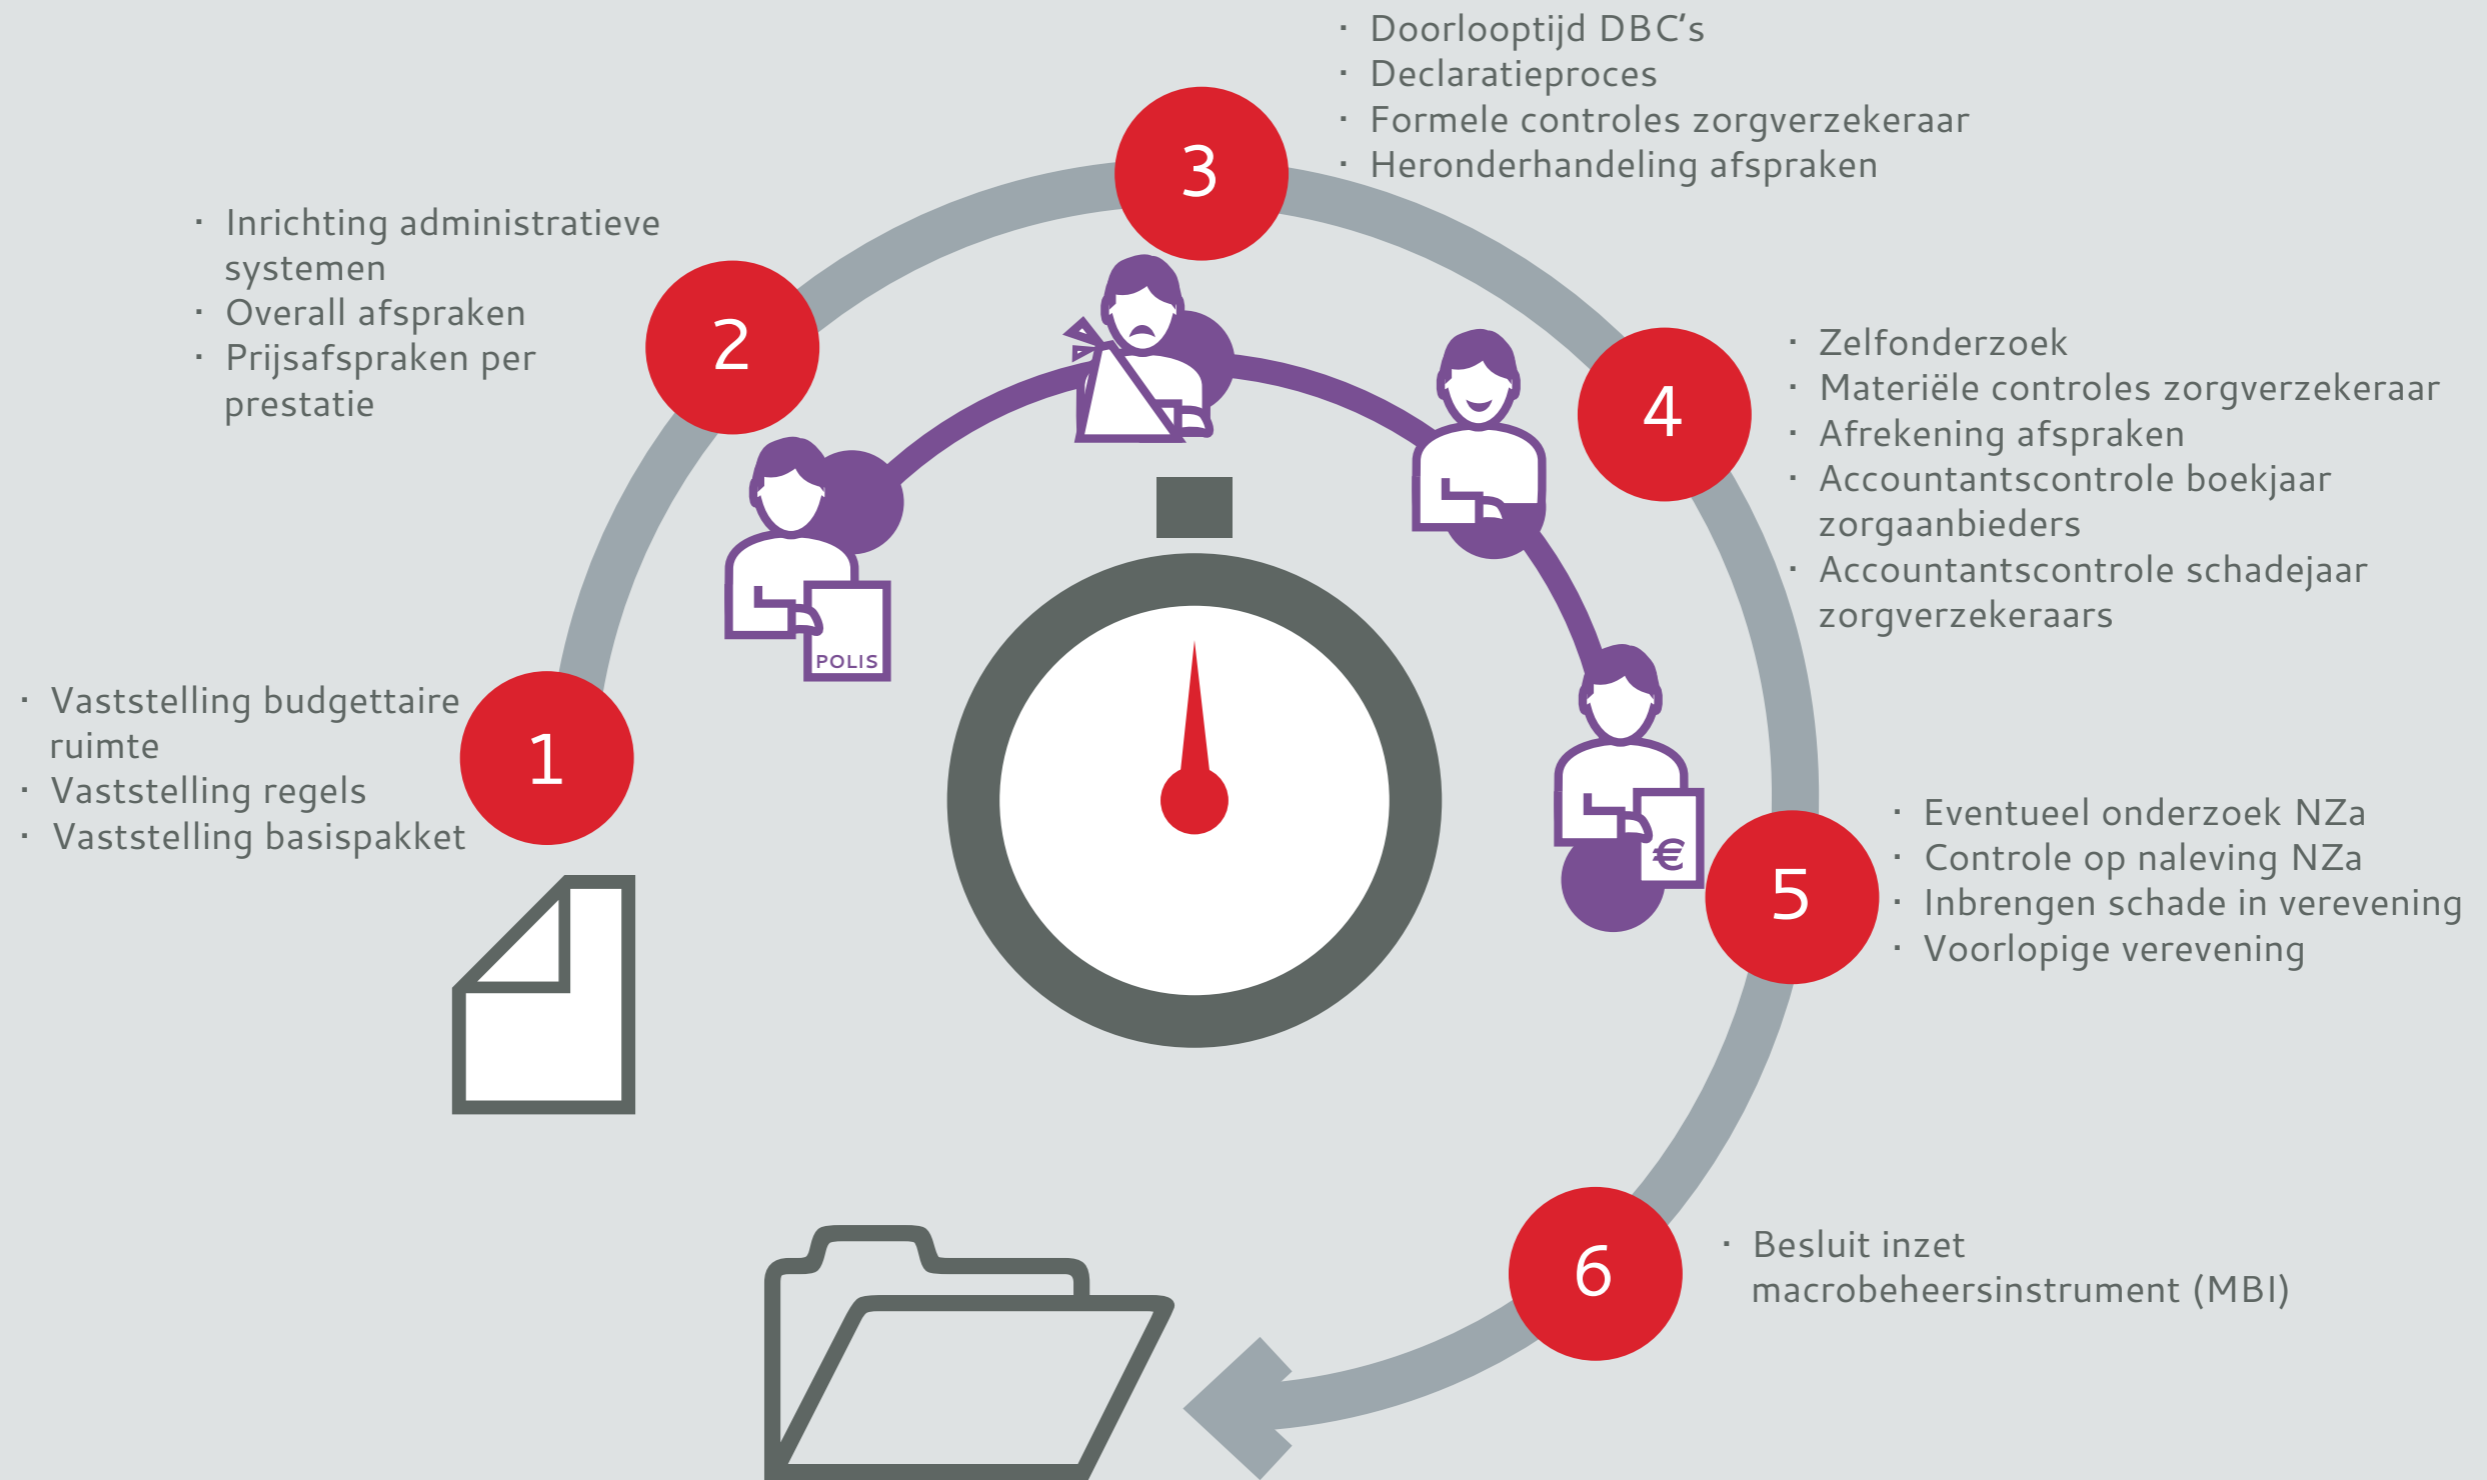 1
· Vaststelling budgettaire
ruimte
· Vaststelling regels
· Vaststelling basispakket
2
· Inrichting administratieve
systemen
· Overall afspraken
· Prijsafspraken per
prestatie
3
· Doorlooptijd DBC’s
· Declaratieproces
· Formele controles zorgverzekeraar
· Heronderhandeling afspraken
4
· Zelfonderzoek
· Materiële controles zorgverzekeraar
· Afrekening afspraken
· Accountantscontrole boekjaar
zorgaanbieders
· Accountantscontrole schadejaar
zorgverzekeraars
5
· Eventueel onderzoek NZa
· Controle op naleving NZa
· Inbrengen schade in verevening
· Voorlopige verevening
6
· Besluit inzet
macrobeheersinstrument (MBI)
POLIS
€